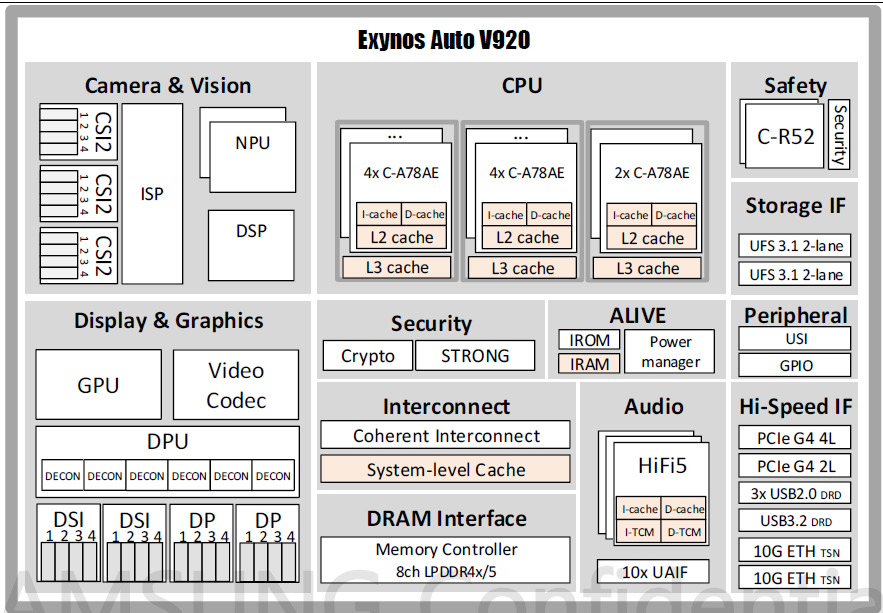 Exynos Auto V920
Camera & Vision
1
2
3
4
CSI2
1
2
3
4
CSI2
1
2
3
4
CSI2
ISP
NPU
DSP
CPU
...
4x C-A78AE
I-cache D-cache
L2 cache
L3 cache
...
4x C-A78AE
I-cache D-cache
L2 cache
L3 cache
2x C-A78AE
I-cache D-cache
L2 cache
L3 cache
Safety
C-R52
Security
Storage IF
UFS 3.1 2-lane
UFS 3.1 2-lane
Display & Graphics
GPU
Video
Codec
DPU
DECON DECON DECON DECON DECON DECON
DSI
1 2 3 4
DSI
1 2 3 4
DP
1 2 3 4
DP
1 2 3 4
Security
Crypto STRONG
ALIVE
IROM
IRAM
Power
manager
Peripheral
USI
GPIO
Interconnect
Coherent Interconnect
System-level Cache
DRAM Interface
Memory Controller
8ch LPDDR4x/5
Audio
HiFi5
I-cache D-cache
I-TCM D-TCM
10x UAIF
Hi-Speed IF
PCIe G4 4L
PCIe G4 2L
3x USB2.0 DRD
USB3.2 DRD
10G ETH TSN
10G ETH TSN
AMSUNG Confidentia